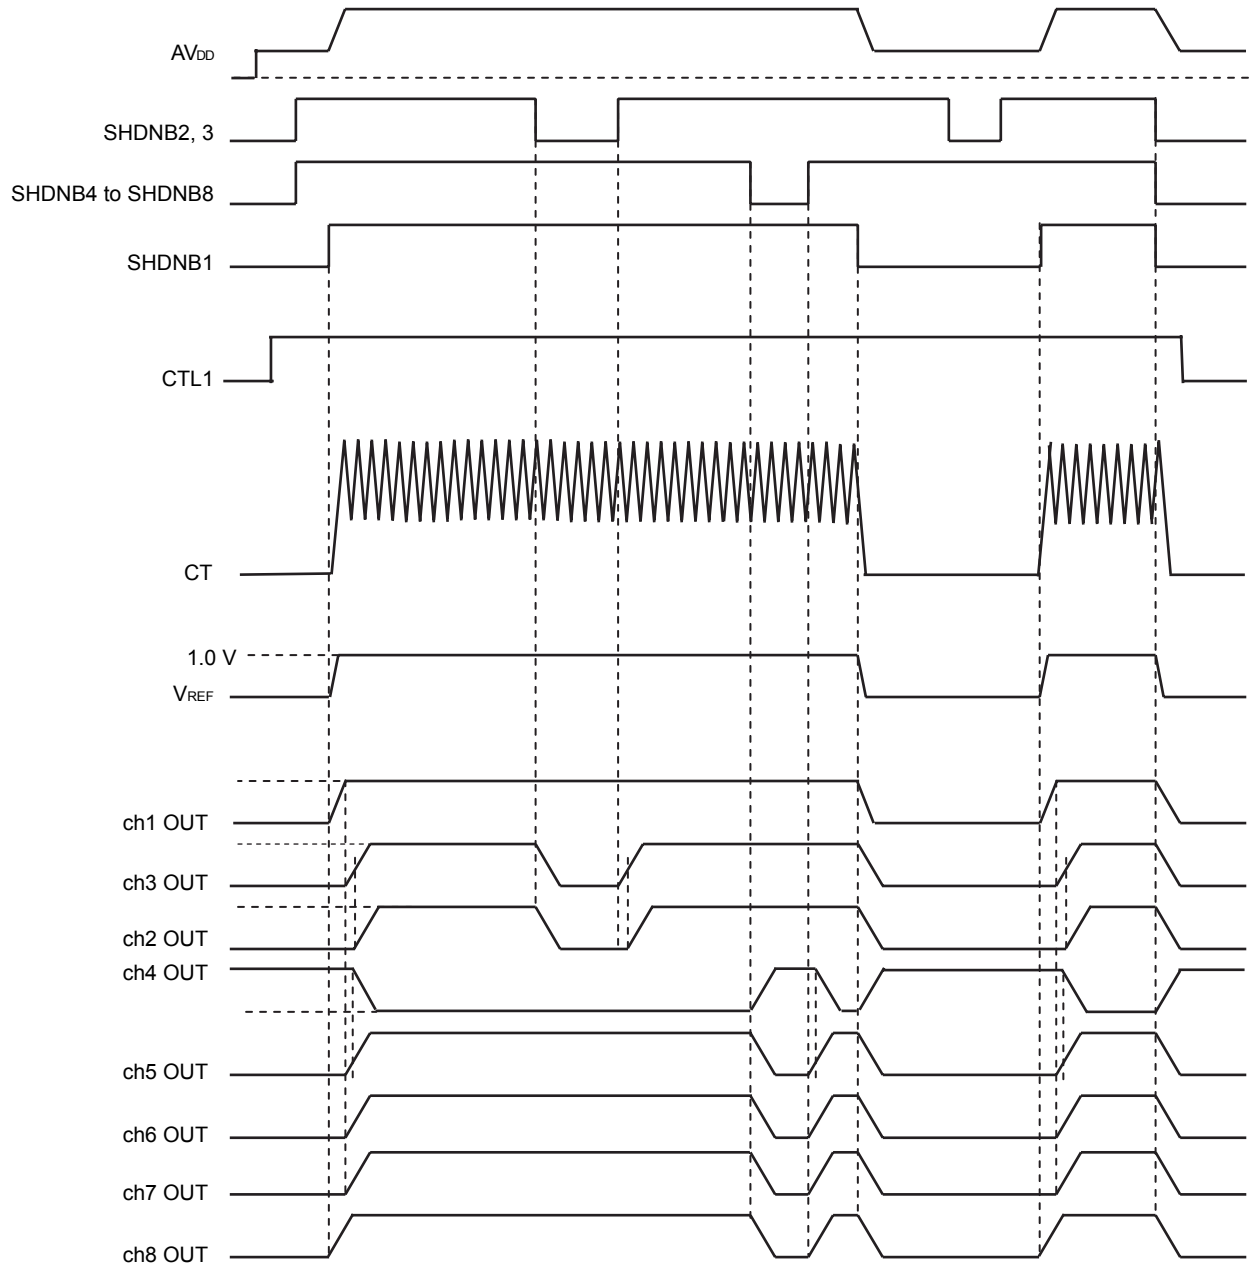 AVDD
SHDNB2, 3
SHDNB4 to SHDNB8
SHDNB1
CTL1
CT
1.0 V
VREF
ch1 OUT
ch3 OUT
ch2 OUT
ch4 OUT
ch5 OUT
ch6 OUT
ch7 OUT
ch8 OUT